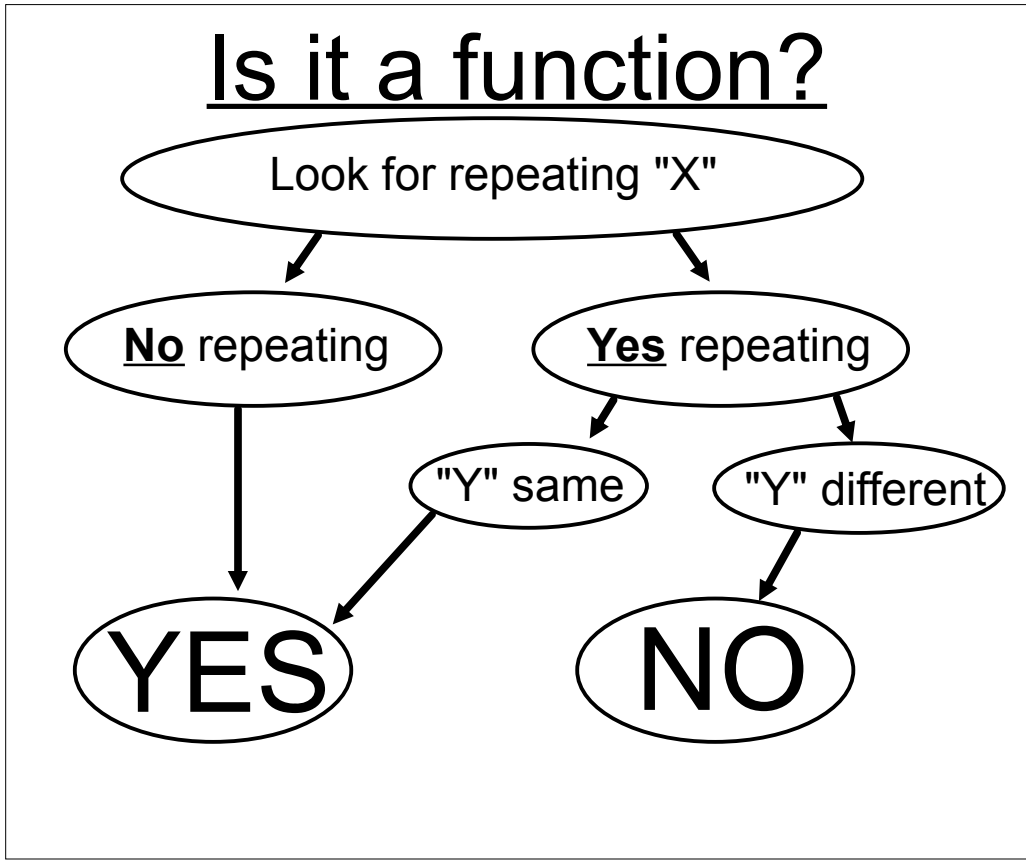 Is it a function?
Look for repeating "X"
No repeating
Yes repeating
"Y" same
"Y" different
YES
NO